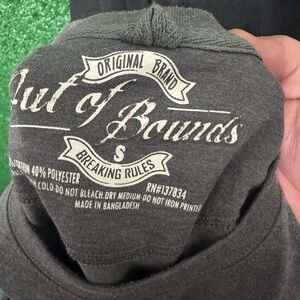 ORIGINAL BRAND
Out of Bounds
S
BREAKING RULES
40% POLYESTER
RN#137834
COLD DO NOT BLEACH. DRY MEDIUM-DO NOT IRON PRINTED
MADE IN BANGLADESH